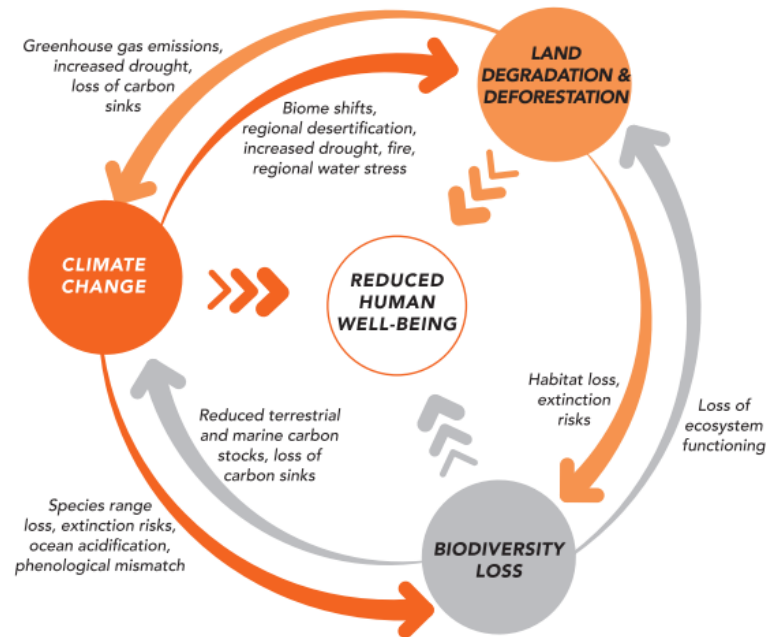 Greenhouse gas emissions,
increased drought,
loss of carbon
sinks
LAND
DEGRADATION &
DEFORESTATION
Biome shifts,
regional desertification,
increased drought, fire,
regional water stress
CLIMATE
CHANGE
REDUCED
HUMAN
WELL-BEING
Habitat loss,
extinction
risks
Loss of
ecosystem
functioning
Reduced terrestrial
and marine carbon
stocks, loss of
carbon sinks
Species range
loss, extinction risks,
ocean acidification,
phenological mismatch
BIODIVERSITY
LOSS